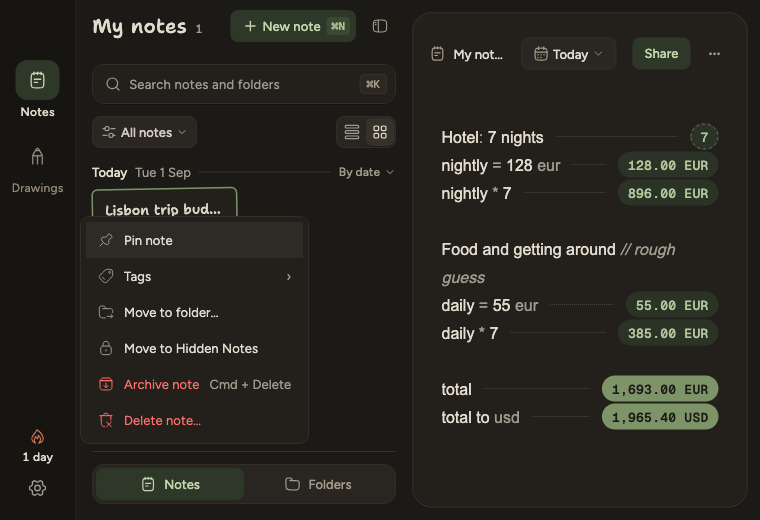 My notes 1
+ New note ⌘N
Notes
Drawings
1 day
Search notes and folders ⌘K
All notes
Today Tue 1 Sep By date
Lisbon trip bud...
Pin note
Tags
Move to folder...
Move to Hidden Notes
Archive note Cmd + Delete
Delete note...
Notes
Folders
My not...
Today
Share
Hotel: 7 nights 7
nightly = 128 eur 128.00 EUR
nightly * 7 896.00 EUR
Food and getting around // rough
guess
daily = 55 eur 55.00 EUR
daily * 7 385.00 EUR
total 1,693.00 EUR
total to usd 1,965.40 USD